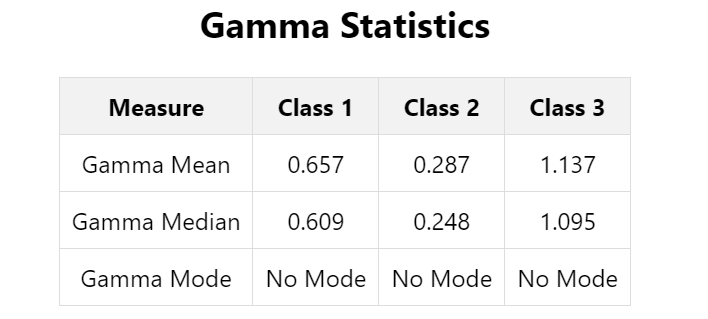 Gamma Statistics
Measure Class 1 Class 2 Class 3
Gamma Mean 0.657 0.287 1.137
Gamma Median 0.609 0.248 1.095
Gamma Mode No Mode No Mode No Mode